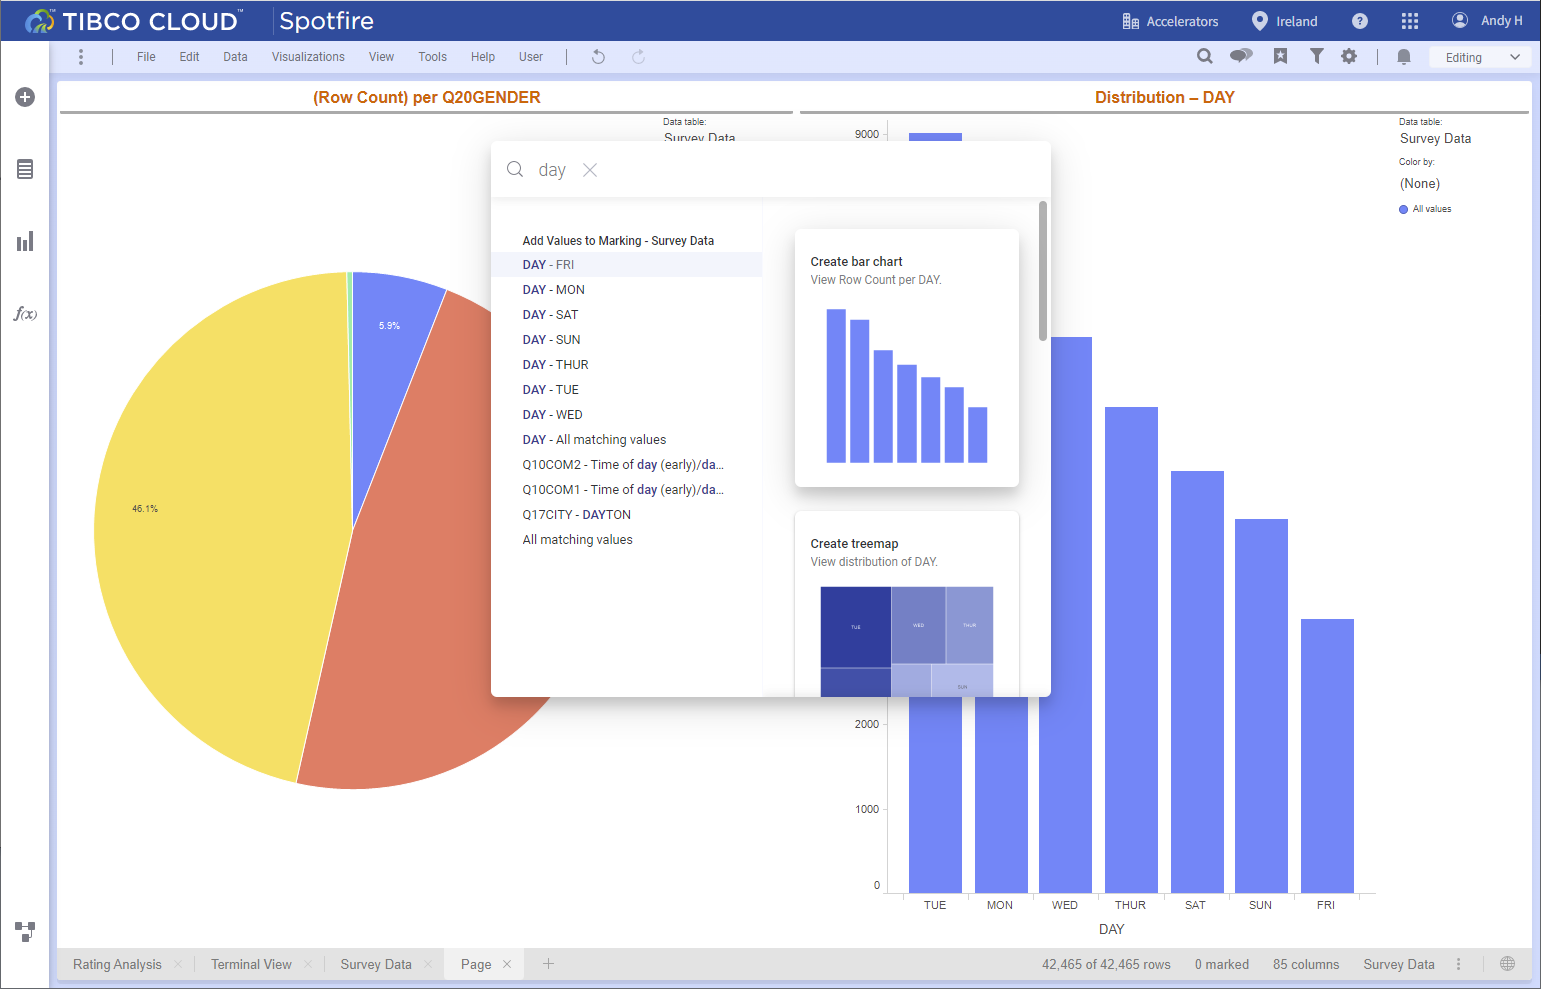 TIBCO CLOUD™ Spotfire
Accelerators Ireland ? Andy H
File Edit Data Visualizations View Tools Help User
Editing
(Row Count) per Q20GENDER
Data table:
Survey Data
5.9%
46.1%
Distribution – DAY
Data table:
Survey Data
Color by:
(None)
All values
9000
2000
1000
0
TUE MON WED THUR SAT SUN FRI
DAY
f(x)
day
Add Values to Marking - Survey Data
DAY - FRI
DAY - MON
DAY - SAT
DAY - SUN
DAY - THUR
DAY - TUE
DAY - WED
DAY - All matching values
Q10COM2 - Time of day (early)/da...
Q10COM1 - Time of day (early)/da...
Q17CITY - DAYTON
All matching values
Create bar chart
View Row Count per DAY.
Create treemap
View distribution of DAY.
TUE WED THUR
SUN
Rating Analysis Terminal View Survey Data Page
42,465 of 42,465 rows 0 marked 85 columns Survey Data